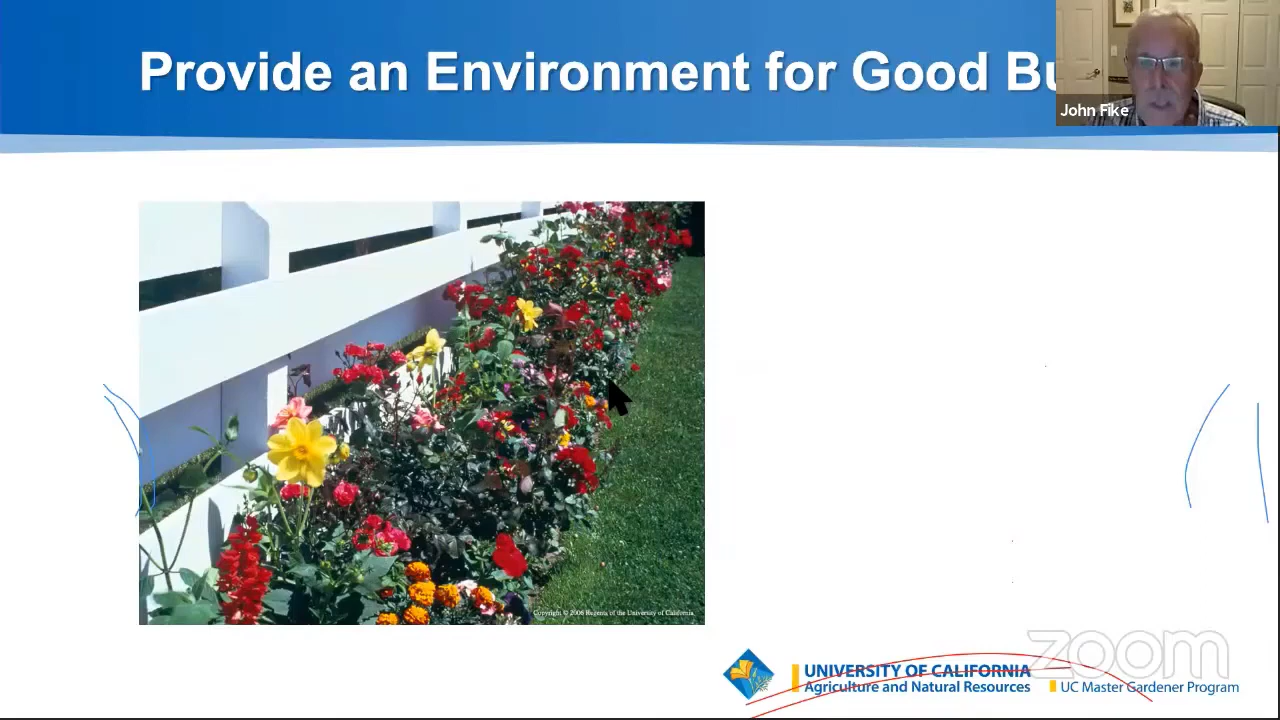 Provide an Environment for Good Bu
John Fike
Copyright © 2006 Regents of the University of California
zoom
UNIVERSITY OF CALIFORNIA
Agriculture and Natural Resources
UC Master Gardener Program